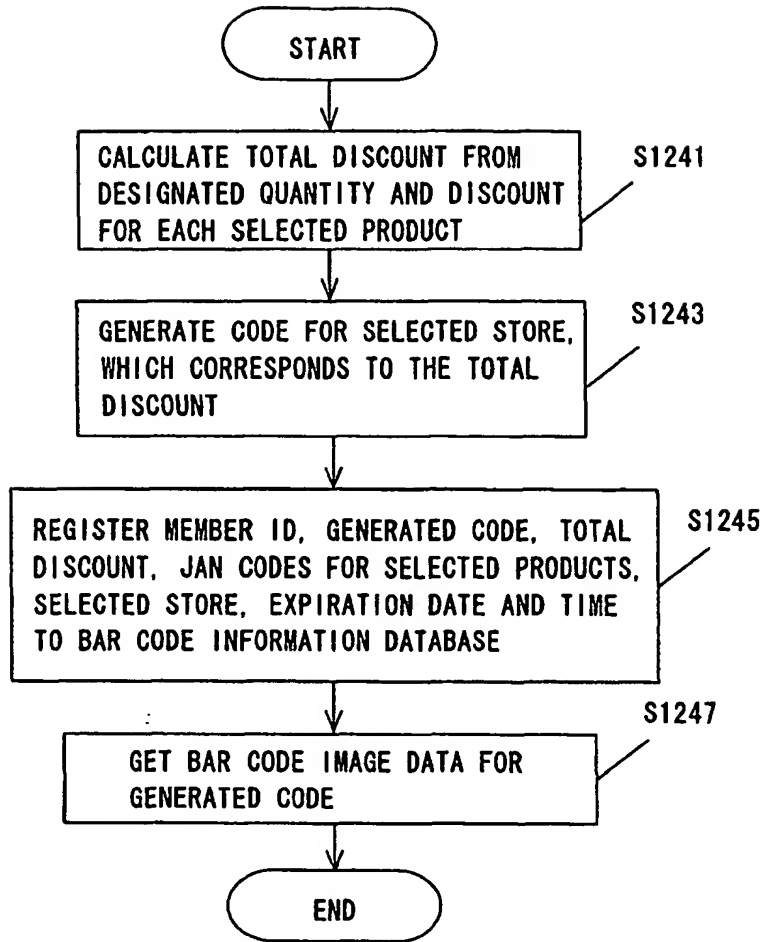 START
CALCULATE TOTAL DISCOUNT FROM
DESIGNATED QUANTITY AND DISCOUNT
FOR EACH SELECTED PRODUCT
S1241
GENERATE CODE FOR SELECTED STORE,
WHICH CORRESPONDS TO THE TOTAL
DISCOUNT
S1243
REGISTER MEMBER ID, GENERATED CODE, TOTAL
DISCOUNT, JAN CODES FOR SELECTED PRODUCTS,
SELECTED STORE, EXPIRATION DATE AND TIME
TO BAR CODE INFORMATION DATABASE
S1245
GET BAR CODE IMAGE DATA FOR
GENERATED CODE
S1247
END